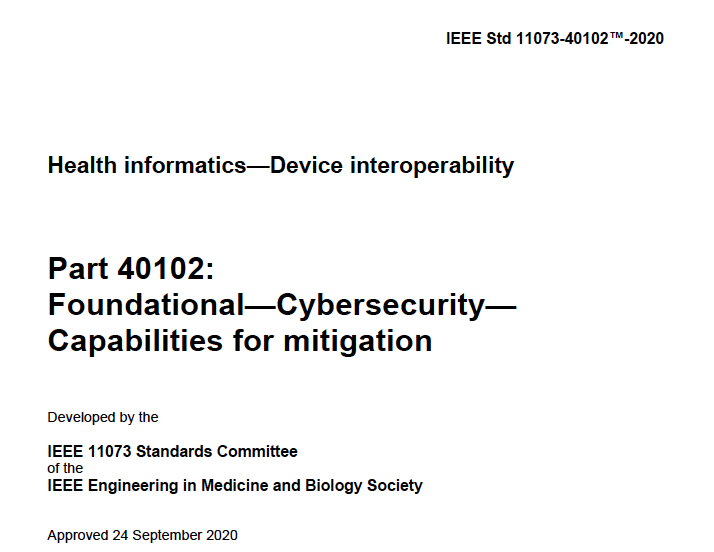 IEEE Std 11073-40102™-2020
Health informatics—Device interoperability
Part 40102:
Foundational—Cybersecurity—
Capabilities for mitigation
Developed by the
IEEE 11073 Standards Committee
of the
IEEE Engineering in Medicine and Biology Society
Approved 24 September 2020